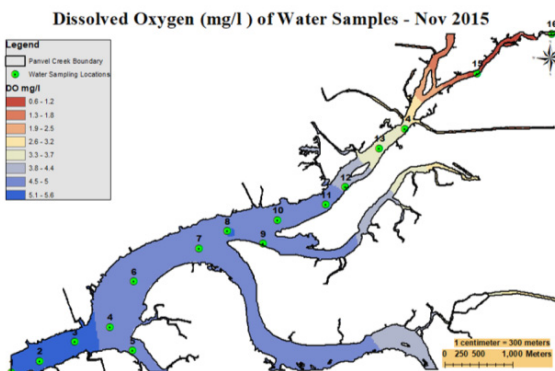 Dissolved Oxygen (mg/l ) of Water Samples - Nov 2015
Legend
Panvel Creek Boundary
Water Sampling Locations
DO mg/l
0.6 - 1.2
1.3 - 1.8
1.9 - 2.5
2.6 - 3.2
3.3 - 3.7
3.8 - 4.4
4.5 - 5
5.1 - 5.6
16
15
4
13
12
11
10
8
9
7
6
4
3
5
2
1 centimeter = 300 meters
0 250 500 1,000 Meters